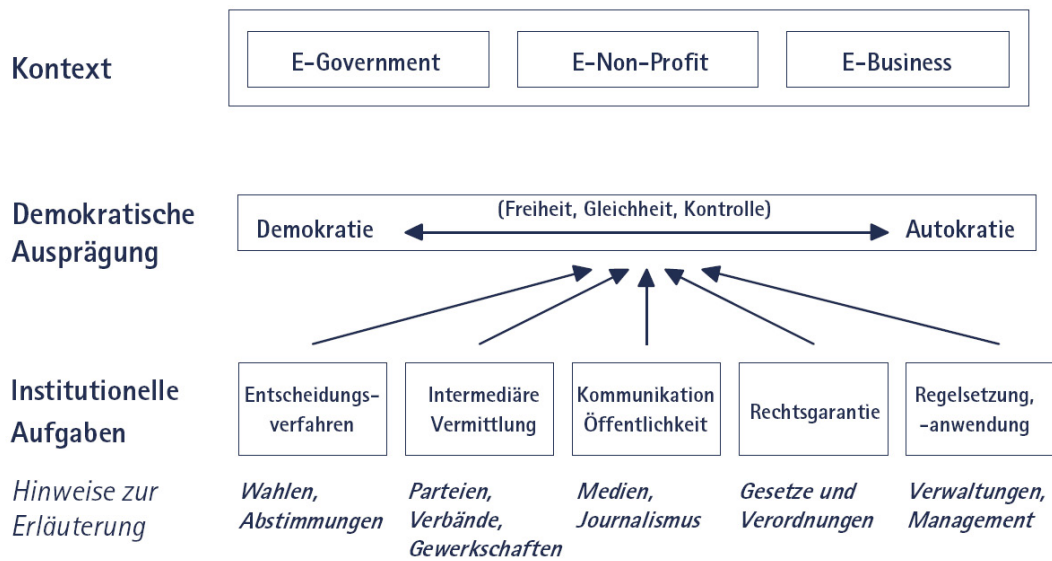 Kontext
E-Government
E-Non-Profit
E-Business
Demokratische
Ausprägung
(Freiheit, Gleichheit, Kontrolle)
Demokratie
Autokratie
Institutionelle
Aufgaben
Entscheidungs-
verfahren
Intermediäre
Vermittlung
Kommunikation
Öffentlichkeit
Rechtsgarantie
Regelsetzung,
-anwendung
Hinweise zur
Erläuterung
Wahlen,
Abstimmungen
Parteien,
Verbände,
Gewerkschaften
Medien,
Journalismus
Gesetze und
Verordnungen
Verwaltungen,
Management